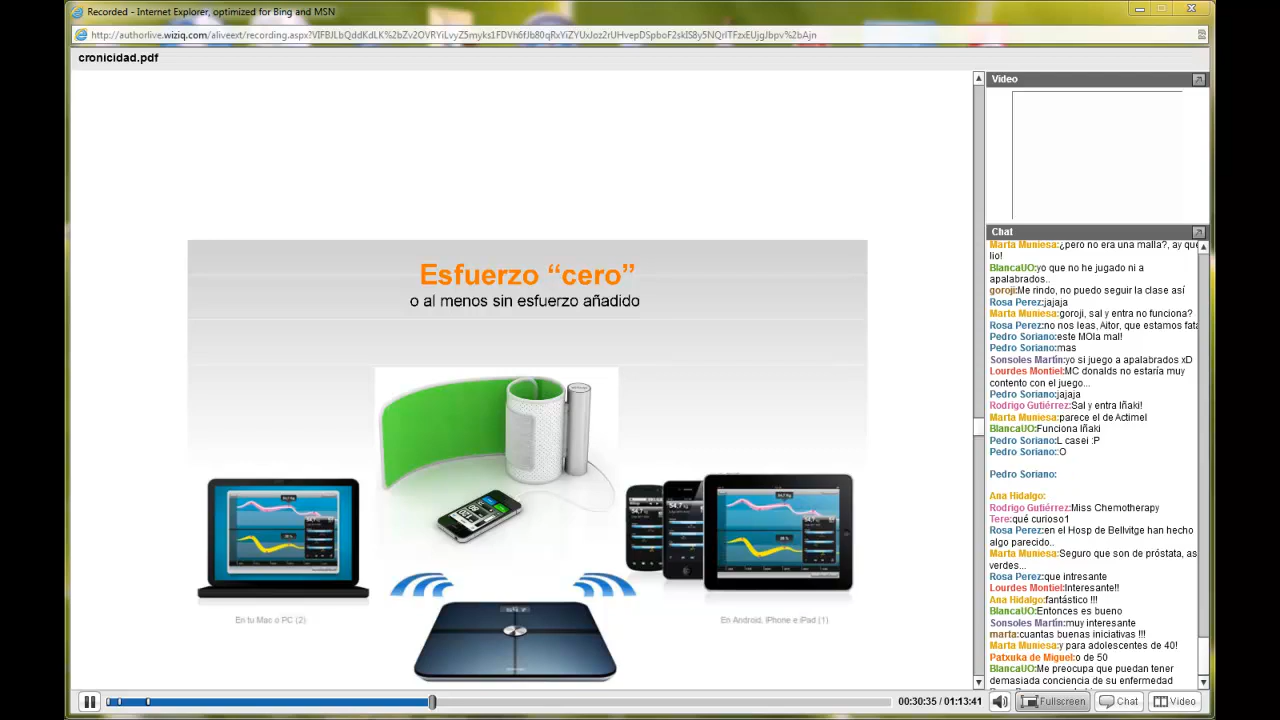 Recorded - Internet Explorer, optimized for Bing and MSN
cronicidad.pdf
Video
Esfuerzo “cero”
o al menos sin esfuerzo añadido
En tu Mac o PC (2)
En Android, iPhone e iPad (1)
Chat
Marta Muniesa:¿pero no era una malla?, ay que
lio!
BlancaUO:yo que no he jugado ni a
apalabrados..
goroji:Me rindo, no puedo seguir la clase así
Rosa Perez:jajaja
Marta Muniesa:goroji, sal y entra no funciona?
Rosa Perez:no nos leas, Aitor, que estamos fata
Pedro Soriano:este MOla mal!
Pedro Soriano:mas
Sonsoles Martín:yo si juego a apalabrados xD
Lourdes Montiel:MC donalds no estaría muy
contento con el juego...
Pedro Soriano:jajaja
Rodrigo Gutiérrez:Sal y entra Iñaki!
Marta Muniesa:parece el de Actimel
BlancaUO:Funciona Iñaki
Pedro Soriano:L casei :P
Pedro Soriano::O
Pedro Soriano:
Ana Hidalgo:
Rodrigo Gutiérrez:Miss Chemotherapy
Tere:qué curioso1
Rosa Perez:en el Hosp de Bellvitge han hecho
algo parecido..
Marta Muniesa:Seguro que son de próstata, as
verdes...
Rosa Perez:que intresante
Lourdes Montiel:Interesante!!
Ana Hidalgo:fantástico !!!
BlancaUO:Entonces es bueno
Sonsoles Martín:muy interesante
marta:cuantas buenas iniciativas !!!
Marta Muniesa:y para adolescentes de 40!
Patxuka de Miguel:o de 50
BlancaUO:Me preocupa que puedan tener
demasiada conciencia de su enfermedad
00:30:35 / 01:13:41
Fullscreen
Chat
Video